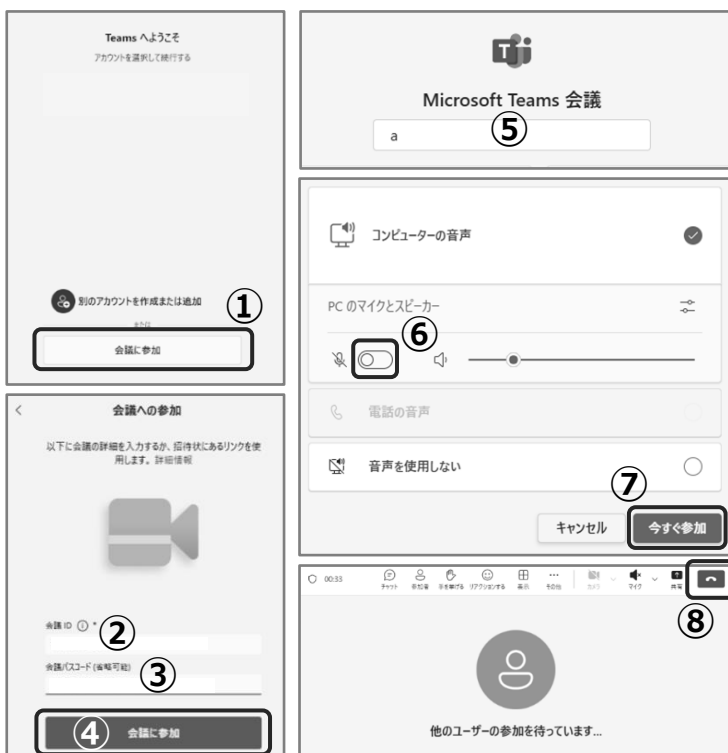 Teams へようこそ
アカウントを選択して続行する
別のアカウントを作成または追加
①
または
会議に参加
会議への参加
以下に会議の詳細を入力するか、招待状にあるリンクを使
用します。詳細情報
会議 ID ⓘ *
②
会議パスコード (省略可能)
③
④ 会議に参加
Microsoft Teams 会議
a
⑤
コンピューターの音声
PC のマイクとスピーカー
⑥
電話の音声
音声を使用しない
⑦
キャンセル 今すぐ参加
00:33 チャット 参加者 手を挙げる リアクションする 表示 その他 カメラ マイク 共有
⑧
他のユーザーの参加を待っています...